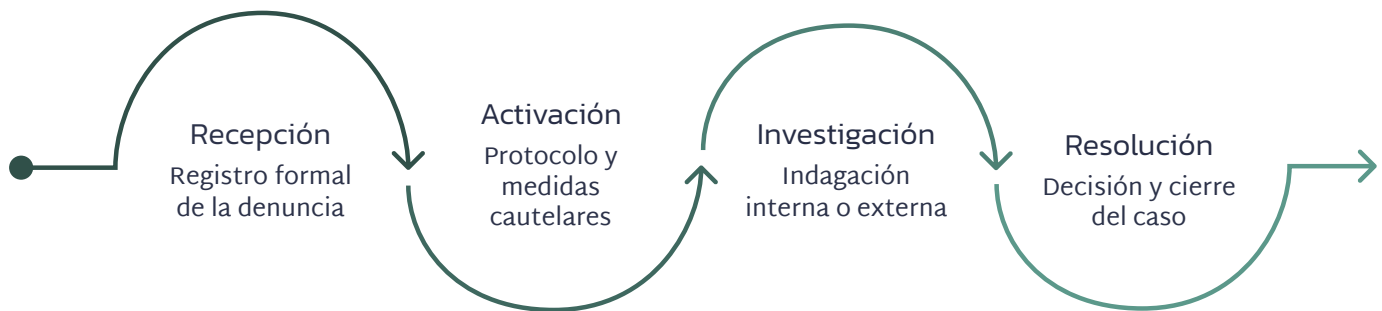 Recepción
Registro formal
de la denuncia
Activación
Protocolo y
medidas
cautelares
Investigación
Indagación
interna o externa
Resolución
Decisión y cierre
del caso